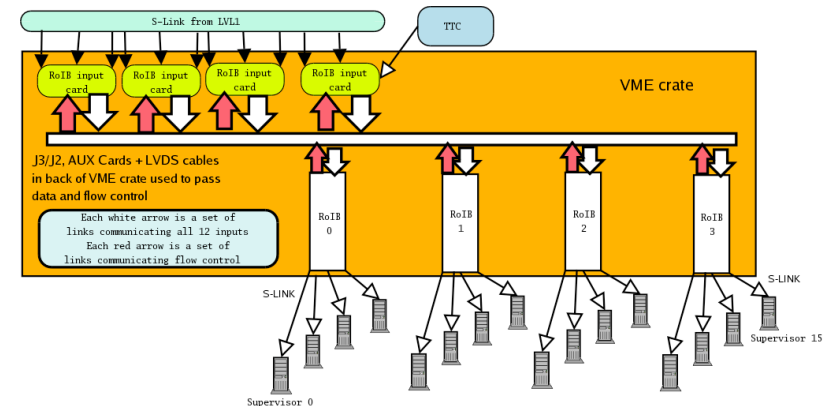 S-Link from LVL1
TTC
RoIB input
card
RoIB input
card
RoIB input
card
RoIB input
card
VME crate
J3/J2, AUX Cards + LVDS cables
in back of VME crate used to pass
data and flow control
Each white arrow is a set of
links communicating all 12 inputs
Each red arrow is a set of
links communicating flow control
RoIB
0
RoIB
1
RoIB
2
RoIB
3
S-LINK
S-LINK
Supervisor 0
Supervisor 15